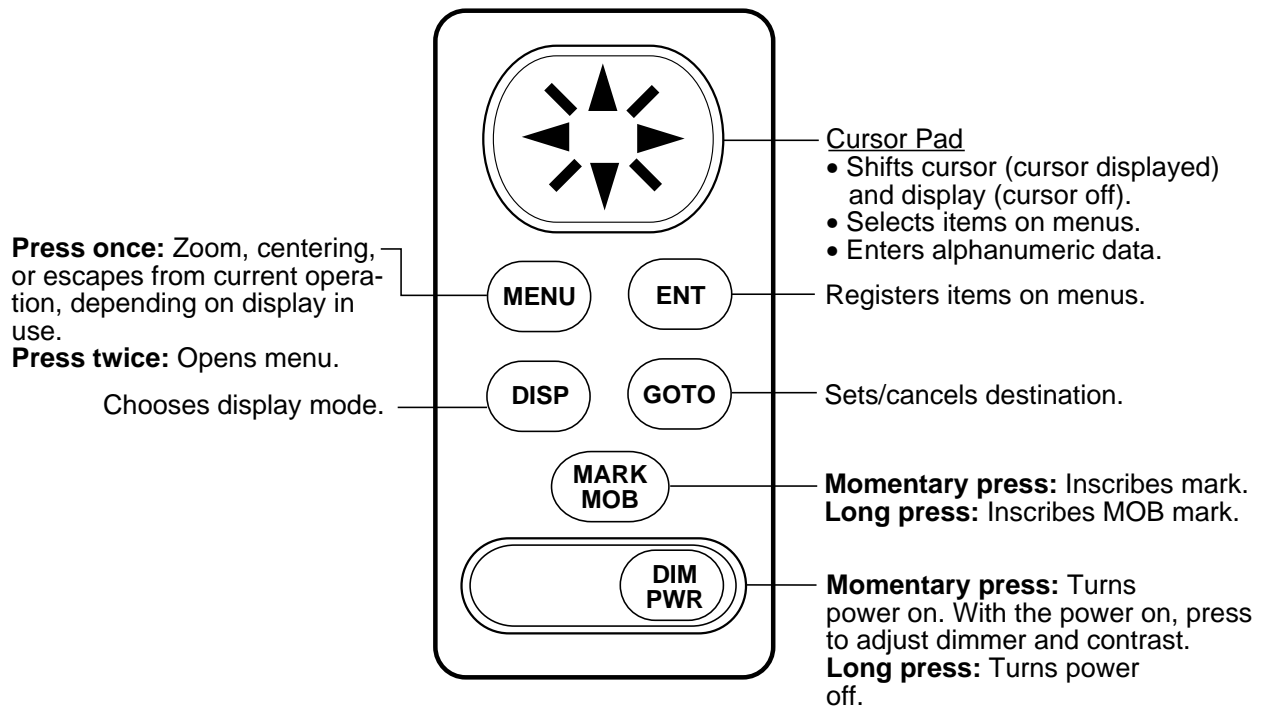 Cursor Pad
• Shifts cursor (cursor displayed)
and display (cursor off).
• Selects items on menus.
• Enters alphanumeric data.
Press once: Zoom, centering,
or escapes from current opera-
tion, depending on display in
use.
Press twice: Opens menu.
MENU
ENT
Registers items on menus.
Chooses display mode.
DISP
GOTO
Sets/cancels destination.
MARK
MOB
Momentary press: Inscribes mark.
Long press: Inscribes MOB mark.
DIM
PWR
Momentary press: Turns
power on. With the power on, press
to adjust dimmer and contrast.
Long press: Turns power
off.